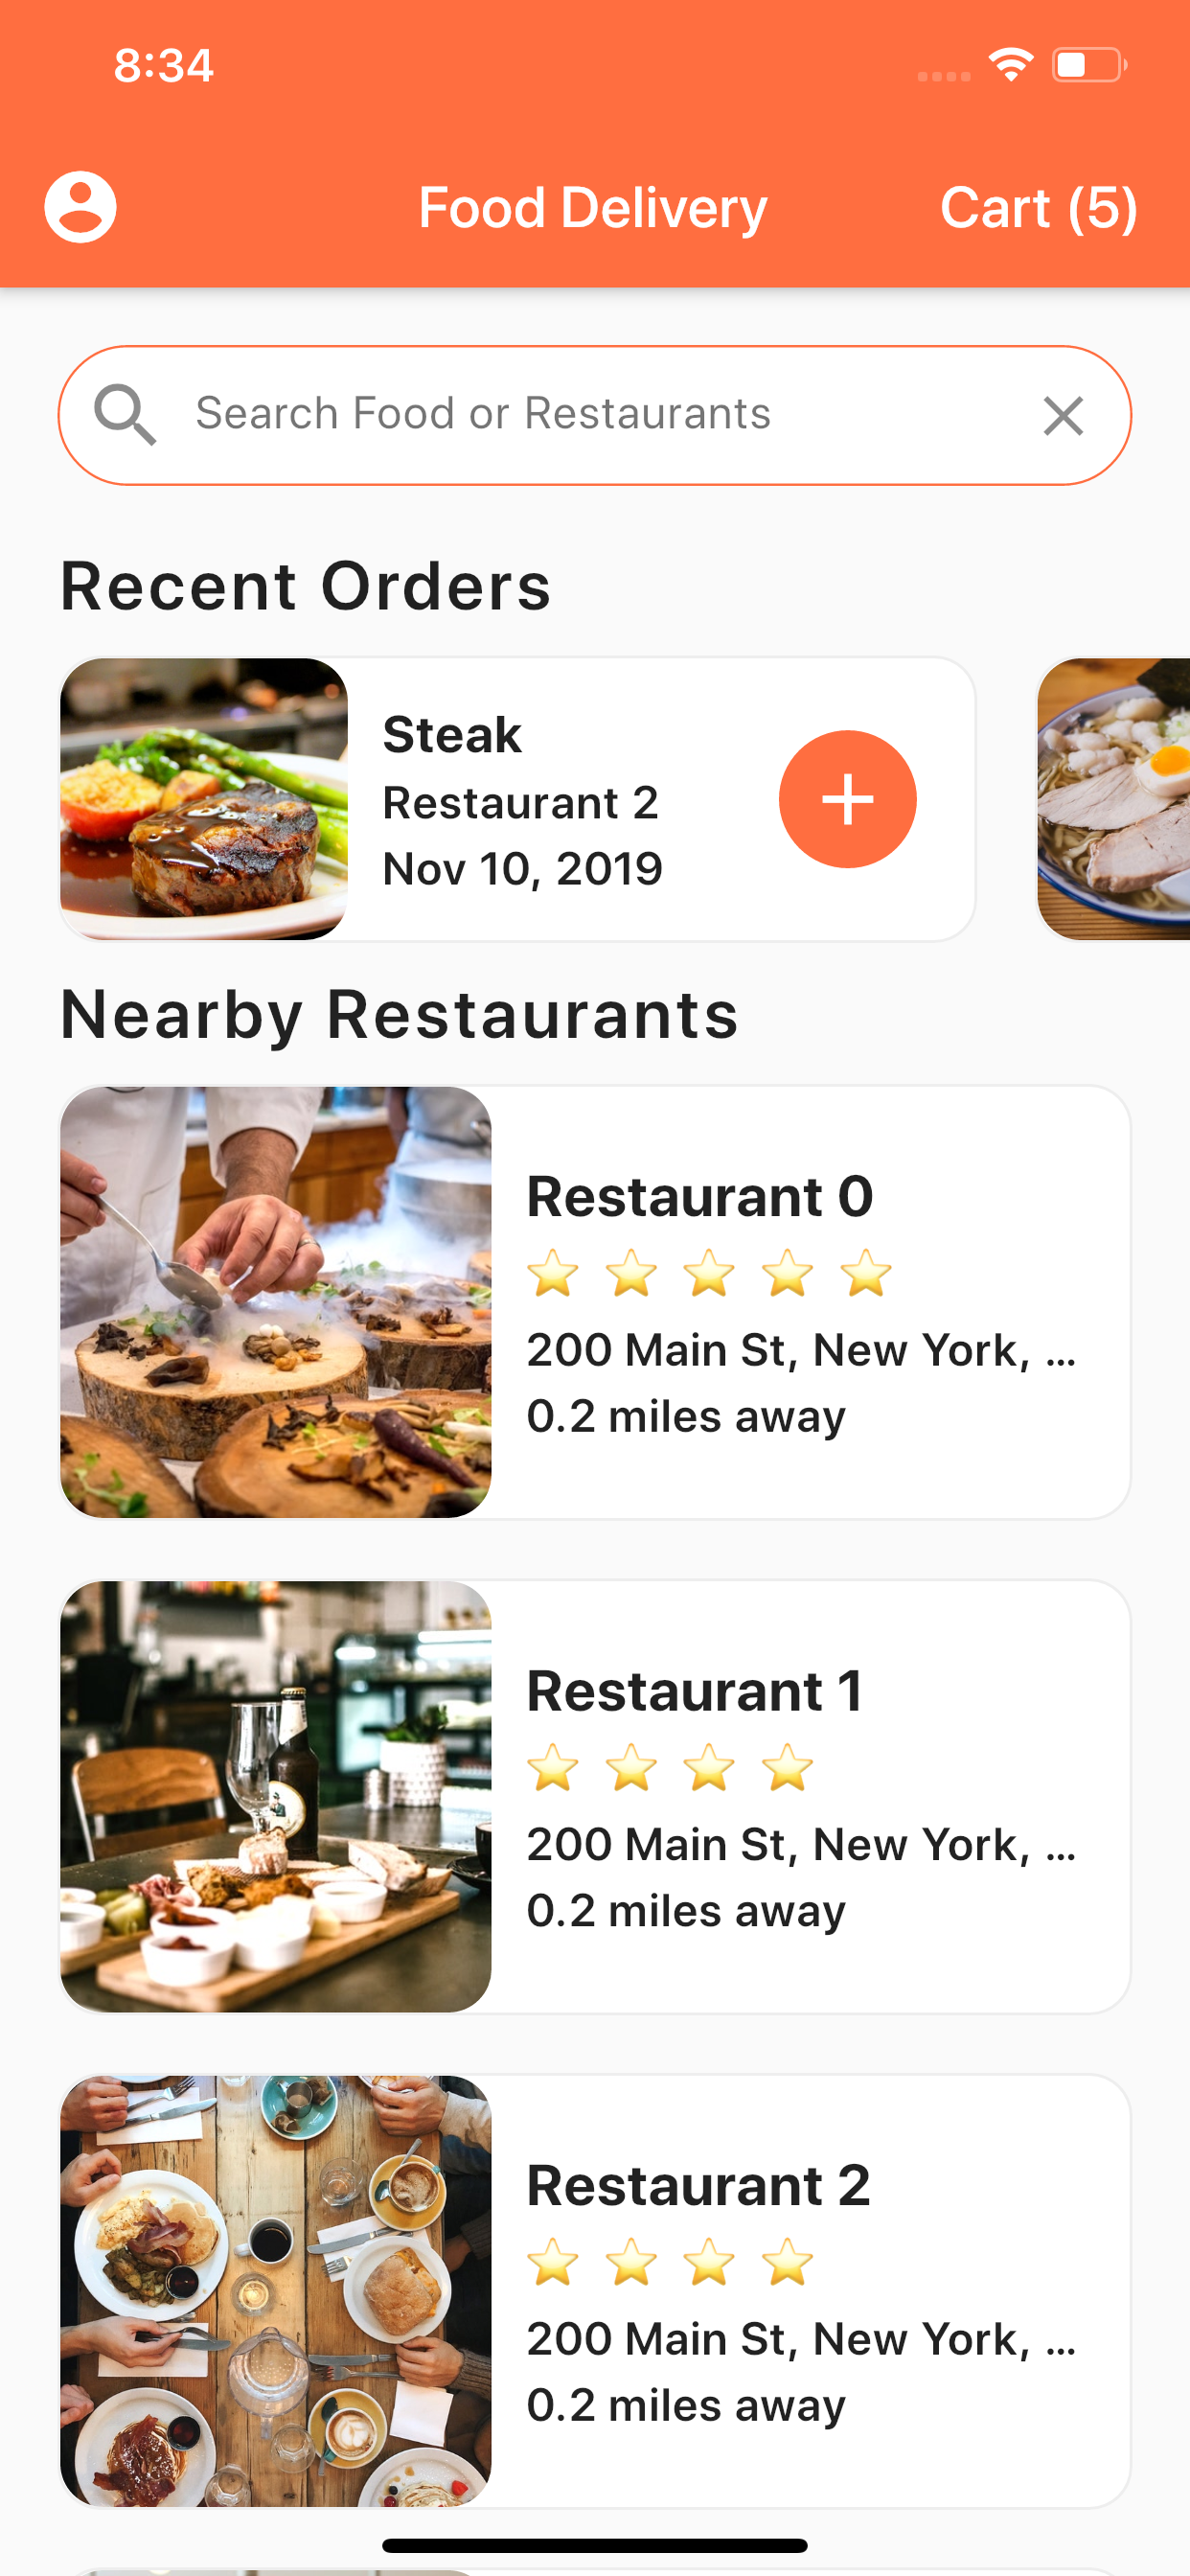 8:34
Food Delivery
Cart (5)
Search Food or Restaurants
Recent Orders
Steak
Restaurant 2
Nov 10, 2019
Nearby Restaurants
Restaurant 0
200 Main St, New York, ...
0.2 miles away
Restaurant 1
200 Main St, New York, ...
0.2 miles away
Restaurant 2
200 Main St, New York, ...
0.2 miles away